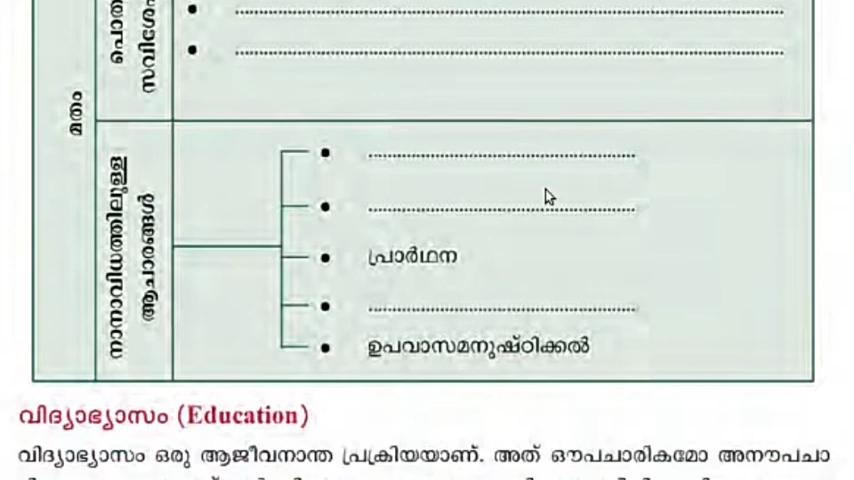 പൊതു
സവിശേഷ
മതം
നാനാവിധത്തിലുള്ള
ആചാരങ്ങൾ
പ്രാർഥന
ഉപവാസമനുഷ്ഠിക്കൽ
വിദ്യാഭ്യാസം (Education)
വിദ്യാഭ്യാസം ഒരു ആജീവനാന്ത പ്രക്രിയയാണ്. അത് ഔപചാരികമോ അനൗപചാ